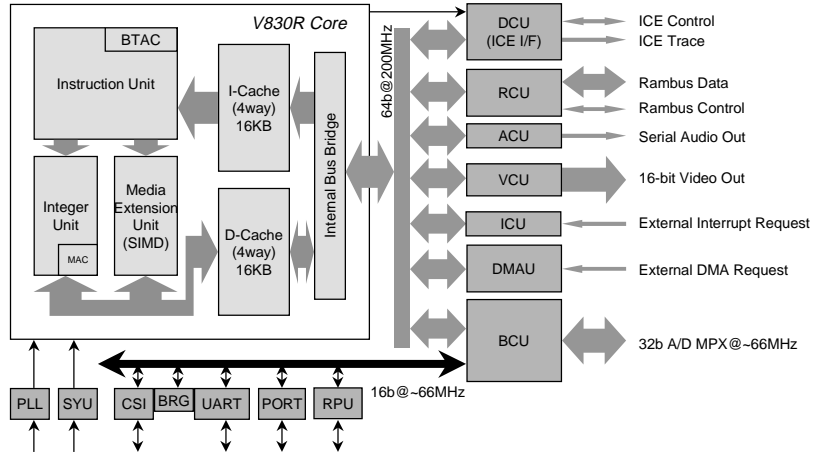 V830R Core
BTAC
Instruction Unit
I-Cache
(4way)
16KB
Integer
Unit
MAC
Media
Extension
Unit
(SIMD)
D-Cache
(4way)
16KB
Internal Bus Bridge
64b@200MHz
DCU
(ICE I/F)
ICE Control
ICE Trace
RCU
Rambus Data
Rambus Control
ACU
Serial Audio Out
VCU
16-bit Video Out
ICU
External Interrupt Request
DMAU
External DMA Request
BCU
32b A/D MPX@~66MHz
16b@~66MHz
PLL
SYU
CSI
BRG
UART
PORT
RPU